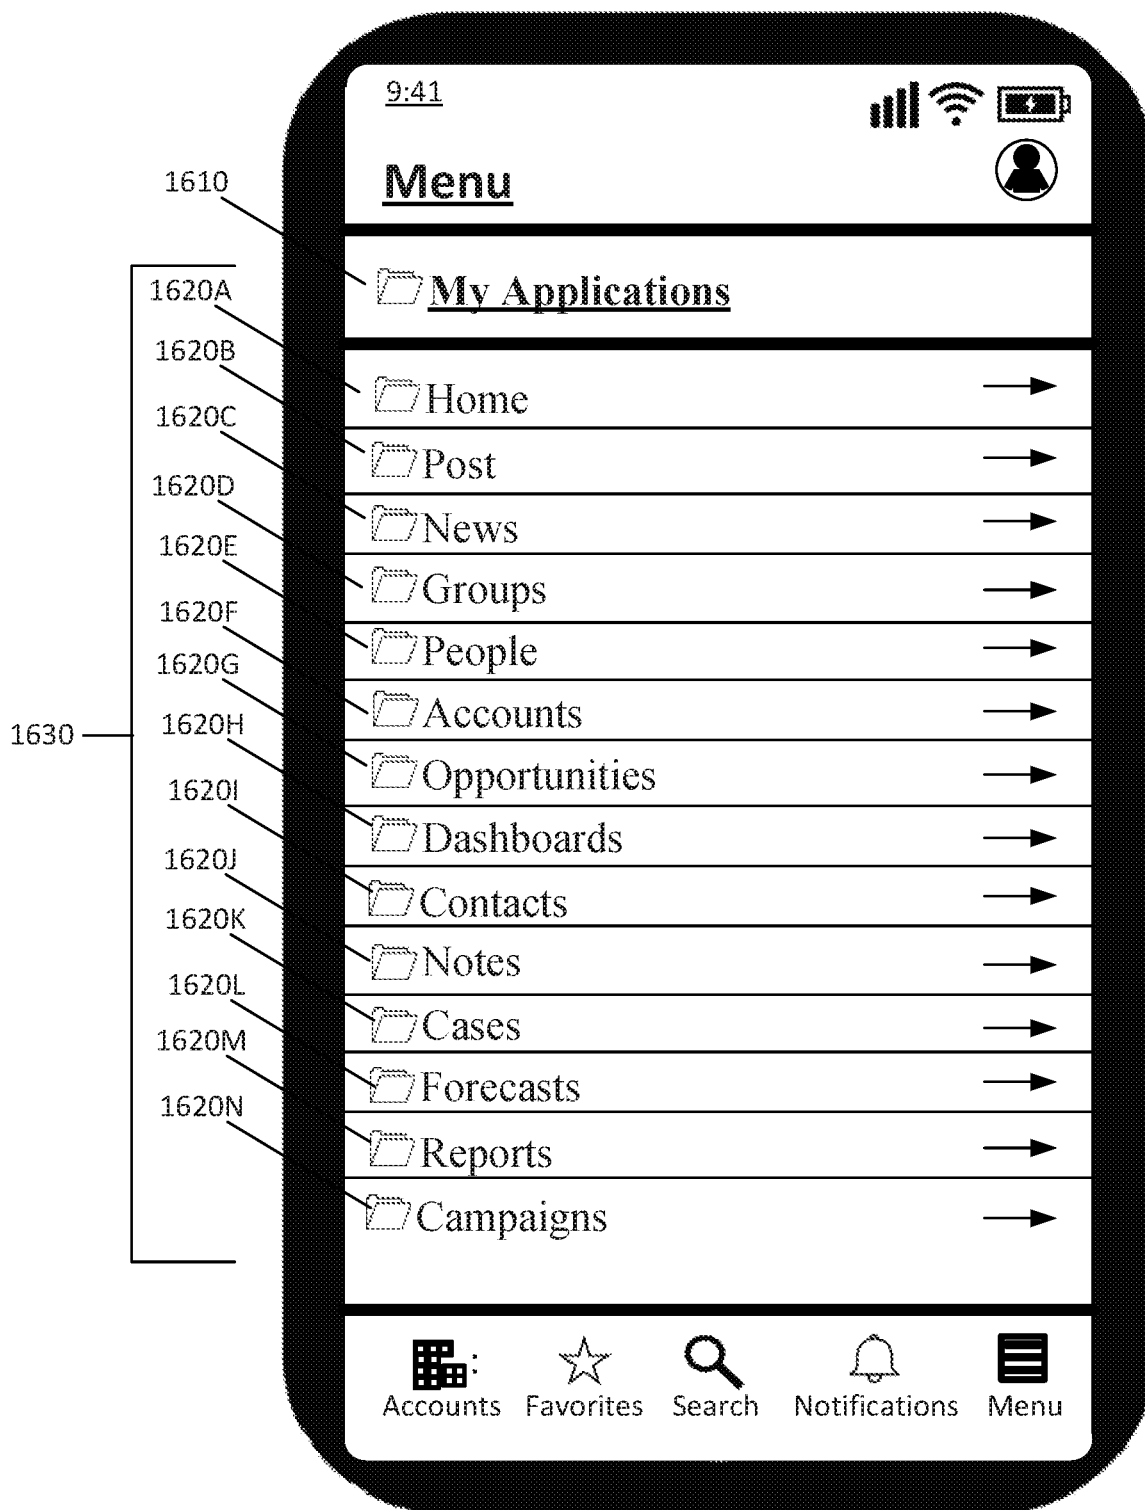 9:41
Menu
1610
My Applications
1630
1620A
Home
1620B
Post
1620C
News
1620D
Groups
1620E
People
1620F
Accounts
1620G
Opportunities
1620H
Dashboards
1620I
Contacts
1620J
Notes
1620K
Cases
1620L
Forecasts
1620M
Reports
1620N
Campaigns
Accounts Favorites Search Notifications Menu